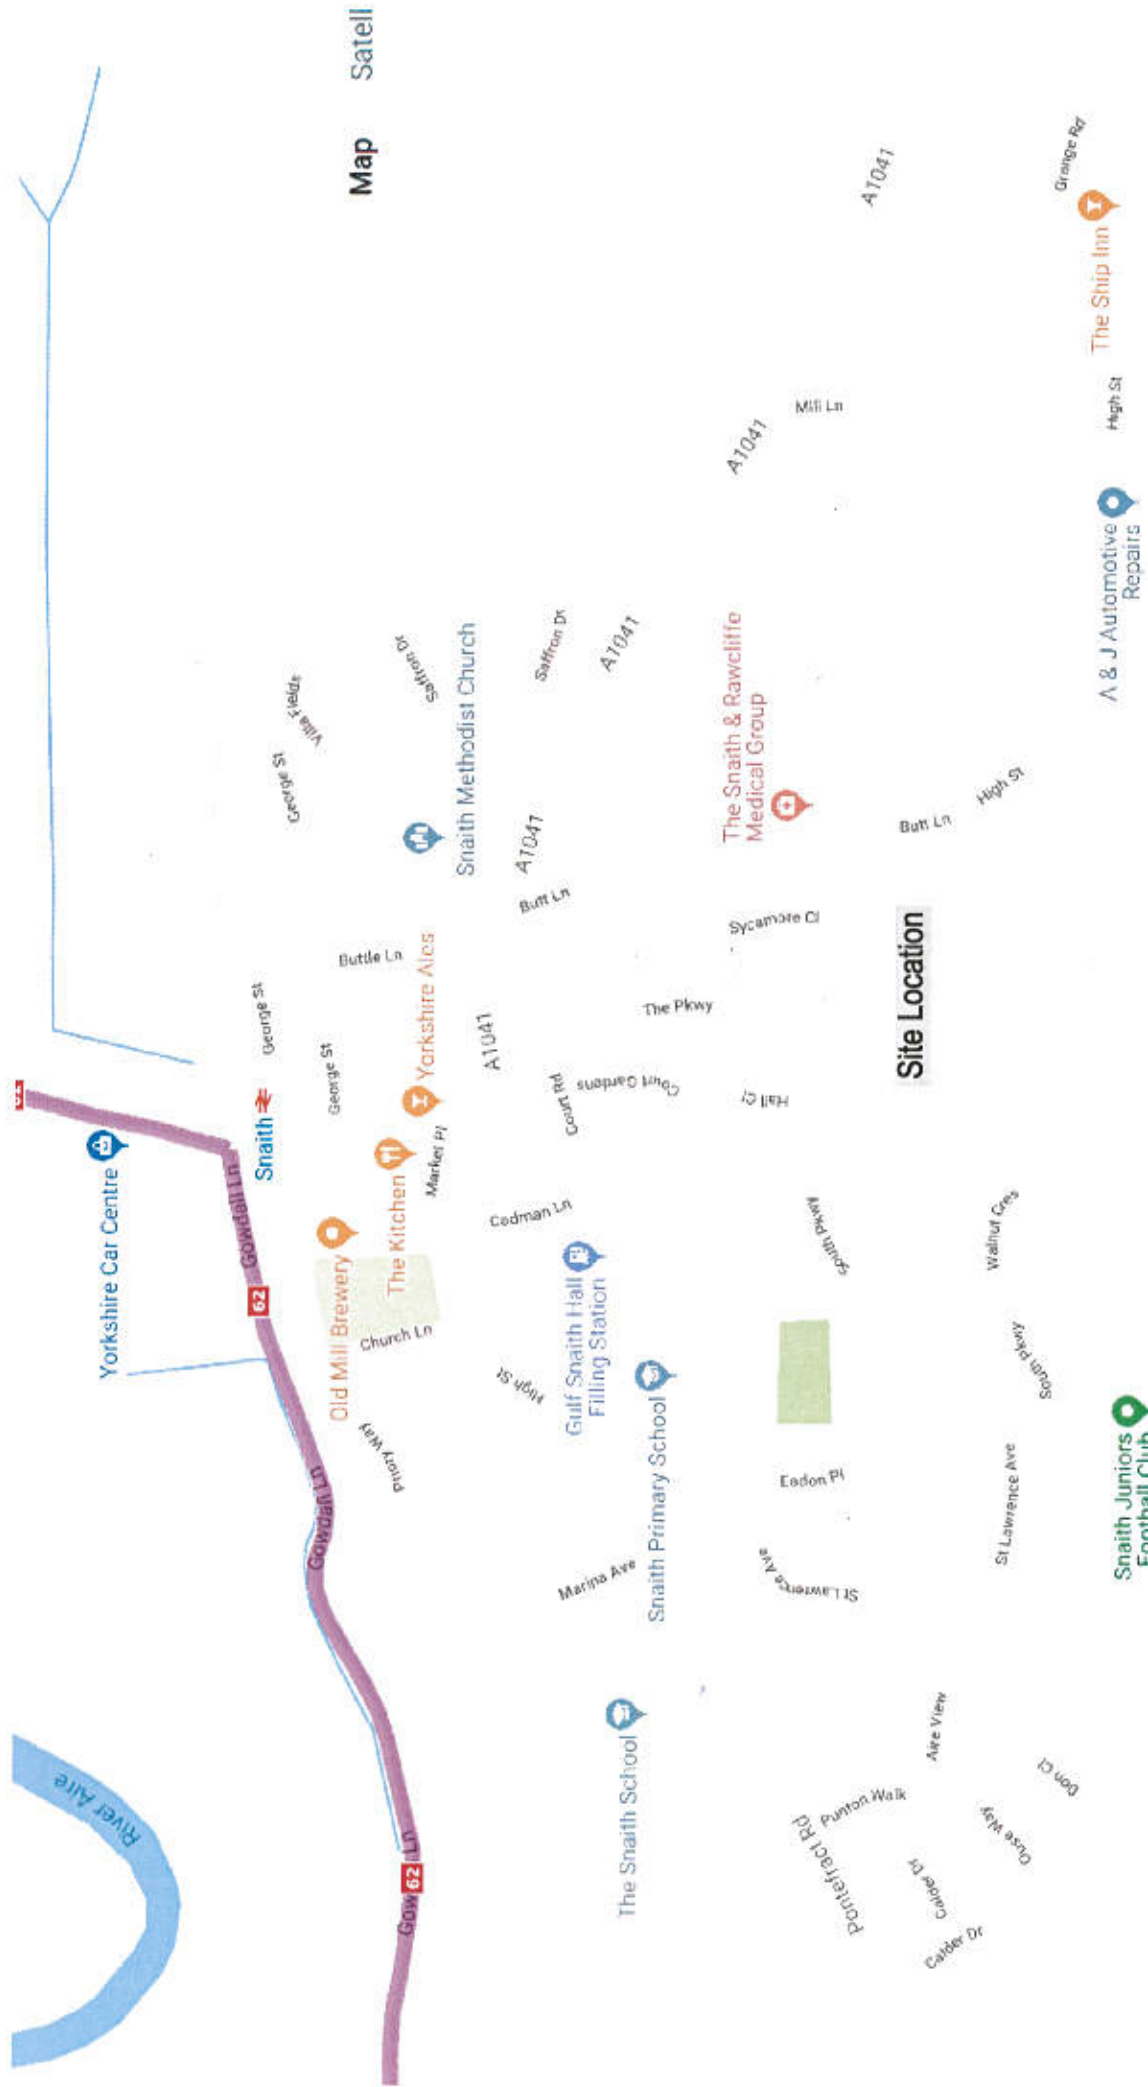 Map
Satell
River Aire
Yorkshire Car Centre
62
Gowdall Ln
Snaith
George St
George St
Villa Fields
George St
Gowdall Ln
62
Old Mill Brewery
Buttle Ln
Priory Way
Church Ln
The Kitchen
Market Pl
Yorkshire Ales
Saffron Dr
Snaith Methodist Church
Gow
62
Ln
High St
Cadman Ln
A1041
Butt Ln
A1041
Saffron Dr
A1041
Marina Ave
Gulf Snaith Hall
Filling Station
Court Rd
Court Gardens
The Snaith School
Snaith Primary School
The Pkwy
The Snaith & Rawcliffe
Medical Group
A1041
Mill Ln
A1041
St Lawrence Ave
Eadon Pl
South Pkwy
Hall Cl
Sycamore Cl
Pontefract Rd
Punton Walk
Site Location
Butt Ln
Calder Dr
Calder Dr
Aire View
Ouse Way
Don Cl
St Lawrence Ave
South Pkwy
Walnut Cres
High St
Grange Rd
Snaith Juniors
Football Club
A & J Automotive
Repairs
High St
The Ship Inn